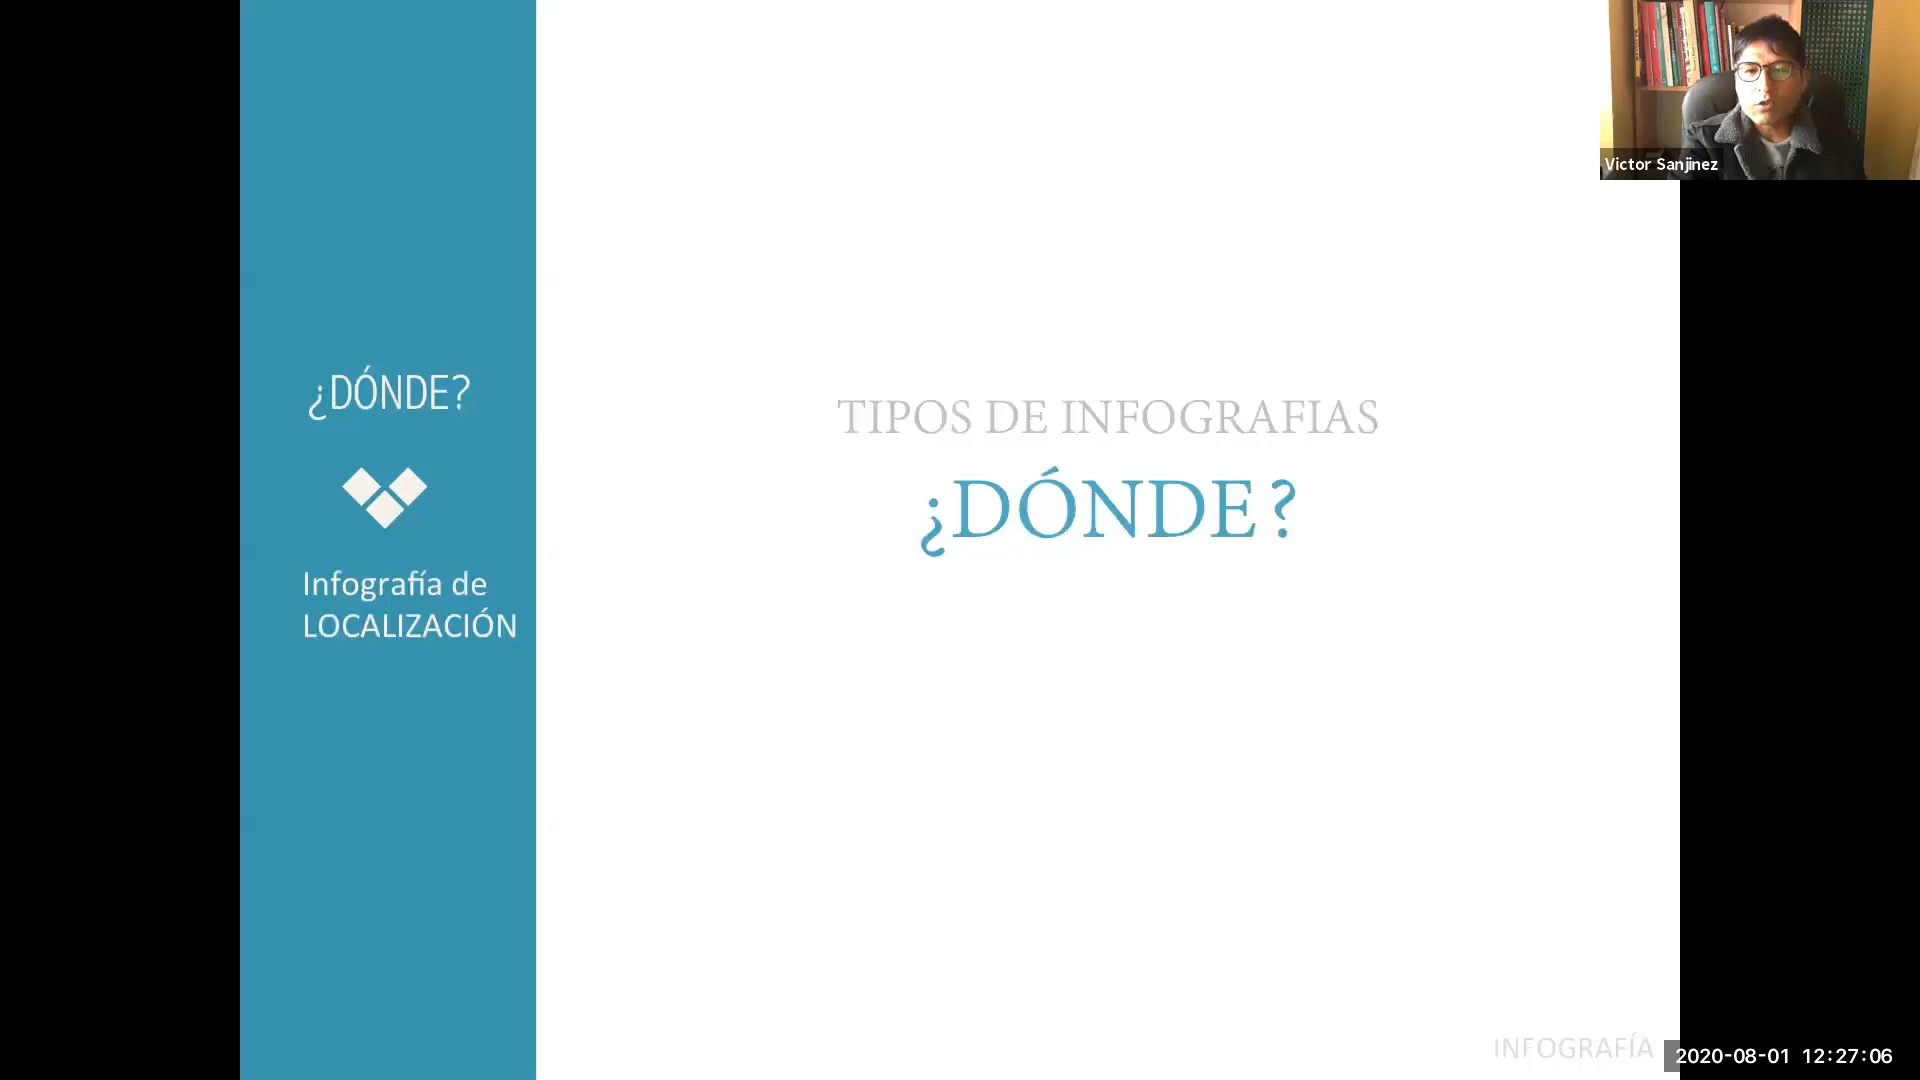 Victor Sanjinez
¿DÓNDE?
Infografía de
LOCALIZACIÓN
TIPOS DE INFOGRAFIAS
¿DÓNDE?
INFOGRAFÍA
2020-08-01 12:27:06